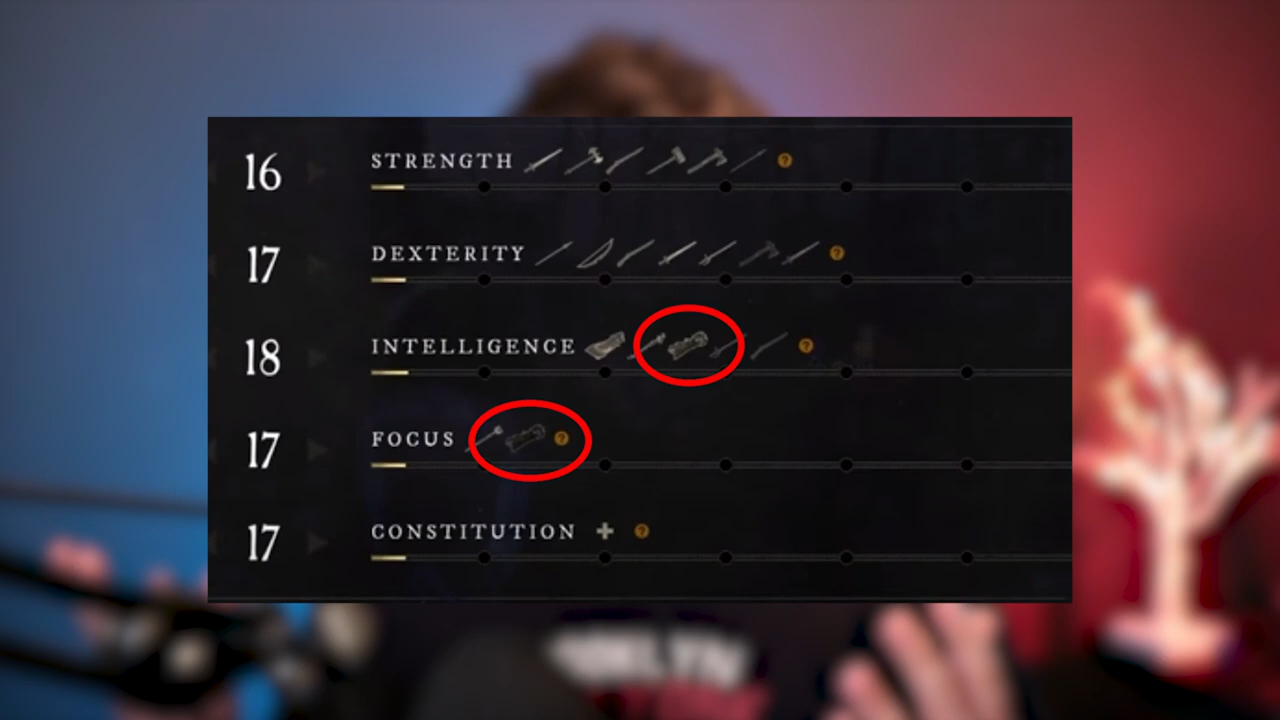 16 STRENGTH ?
17 DEXTERITY ?
18 INTELLIGENCE ?
17 FOCUS ?
17 CONSTITUTION + ?